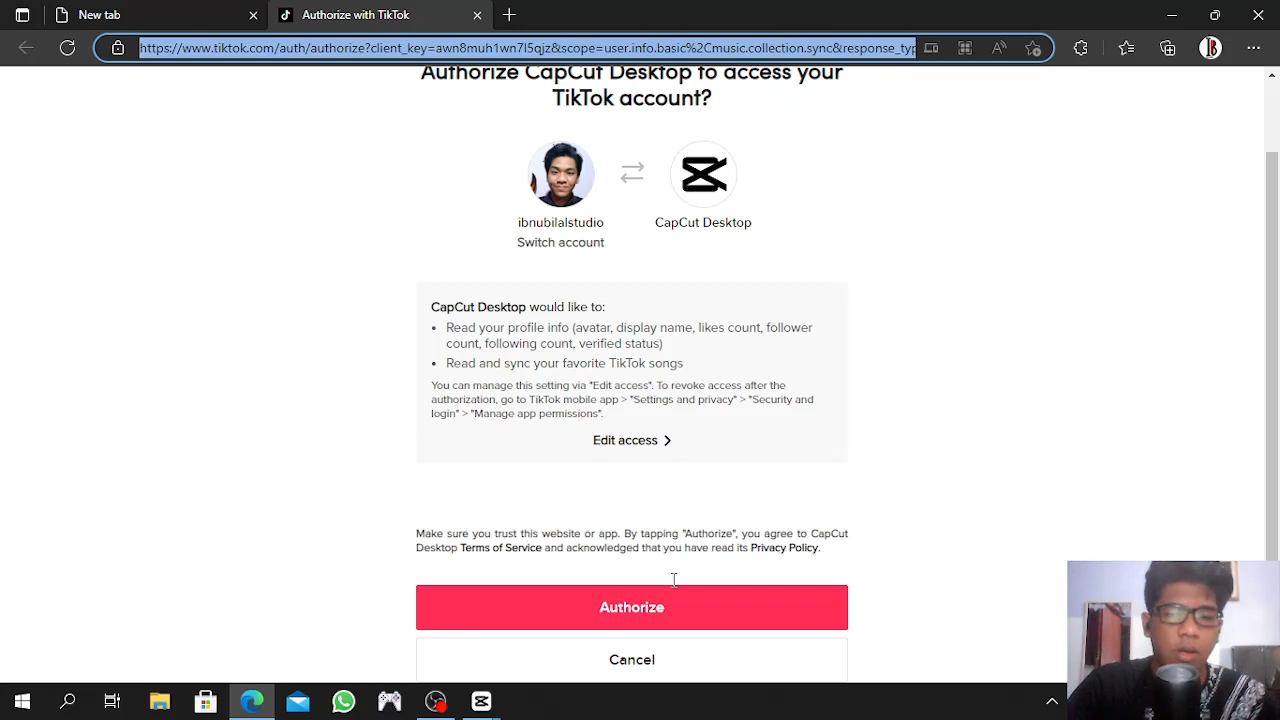 New tab
Authorize with TikTok
https://www.tiktok.com/auth/authorize?client_key=awn8muh1wn7l5qjz&scope=user.info.basic%2Cmusic.collection.sync&response_typ
Authorize CapCut Desktop to access your
TikTok account?
ibnubilalstudio
CapCut Desktop
Switch account
CapCut Desktop would like to:
• Read your profile info (avatar, display name, likes count, follower
count, following count, verified status)
• Read and sync your favorite TikTok songs
You can manage this setting via "Edit access". To revoke access after the
authorization, go to TikTok mobile app > "Settings and privacy" > "Security and
login" > "Manage app permissions".
Edit access >
Make sure you trust this website or app. By tapping "Authorize", you agree to CapCut
Desktop Terms of Service and acknowledged that you have read its Privacy Policy.
Authorize
Cancel